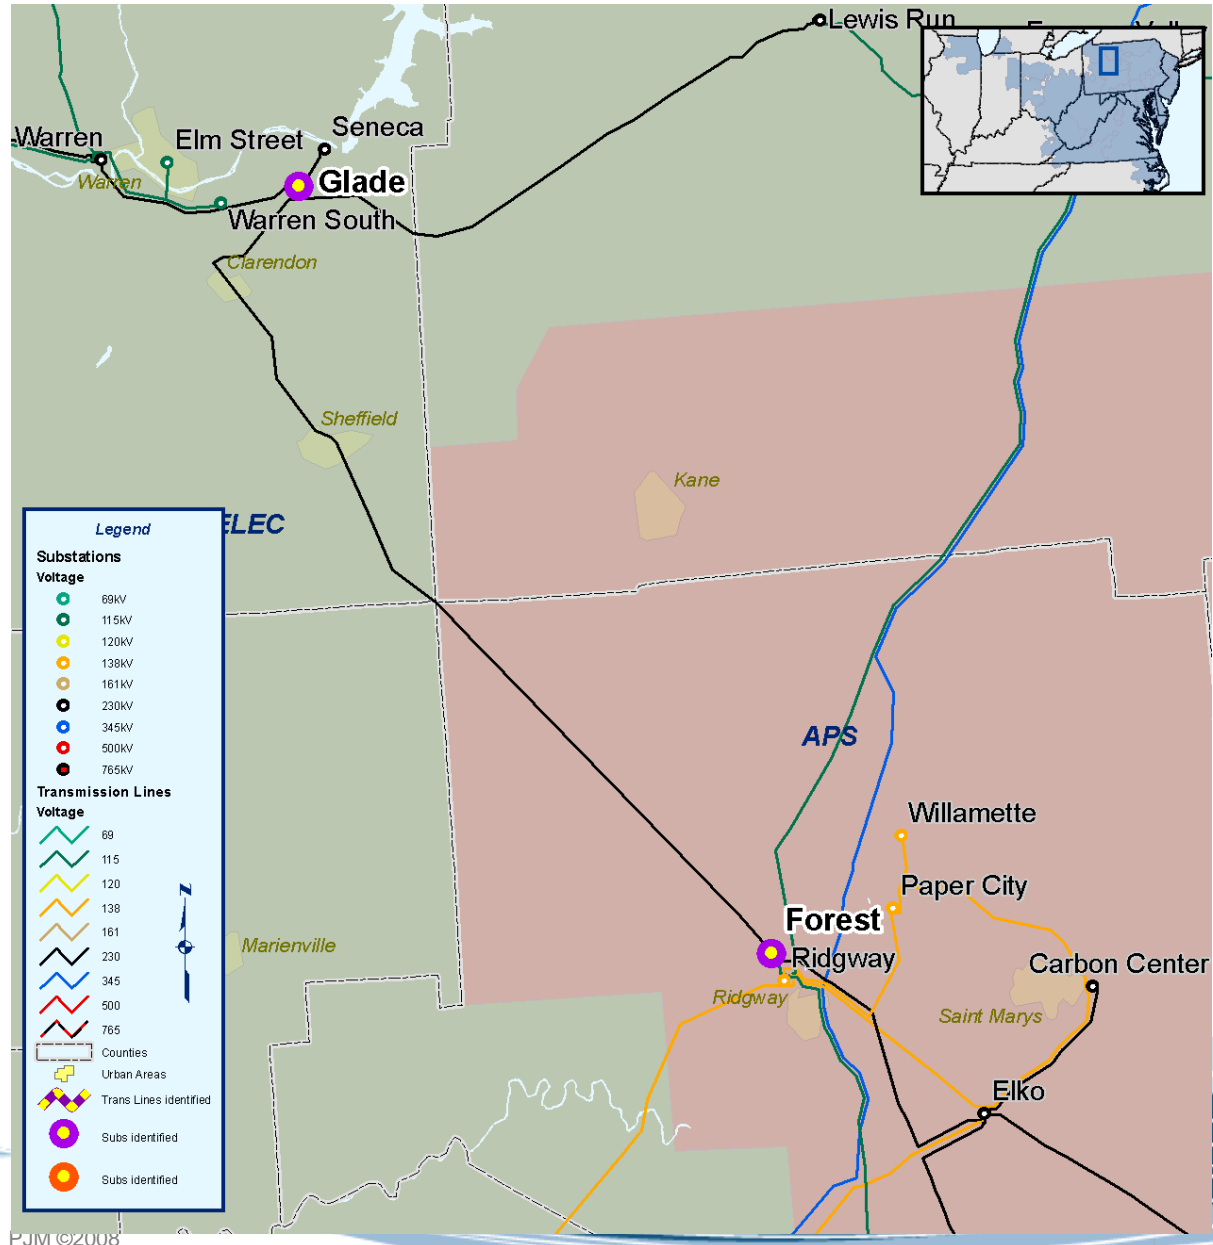 Lewis Run
Warren
Elm Street
Seneca
Warren
Glade
Warren South
Clarendon
Sheffield
Kane
ELEC
Legend
Substations
Voltage
69kV
115kV
120kV
138kV
161kV
230kV
345kV
500kV
765kV
Transmission Lines
Voltage
69
115
120
138
161
230
345
500
765
Counties
Urban Areas
Trans Lines identified
Subs identified
Subs identified
N
APS
Willamette
Paper City
Forest
Marienville
Ridgway
Carbon Center
Ridgway
Saint Marys
Elko
PJM ©2008